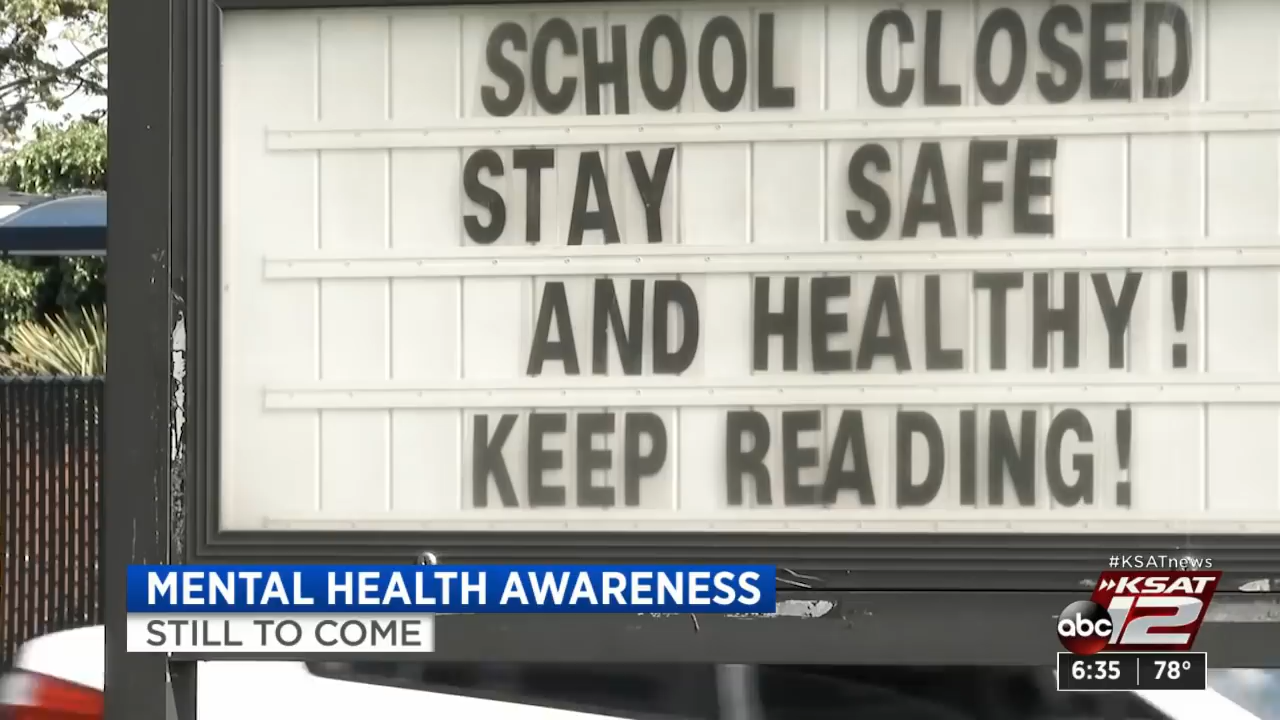 SCHOOL CLOSED
STAY SAFE
AND HEALTHY!
KEEP READING!
MENTAL HEALTH AWARENESS
STILL TO COME
#KSATnews
KSAT
abc 12
6:35 78°